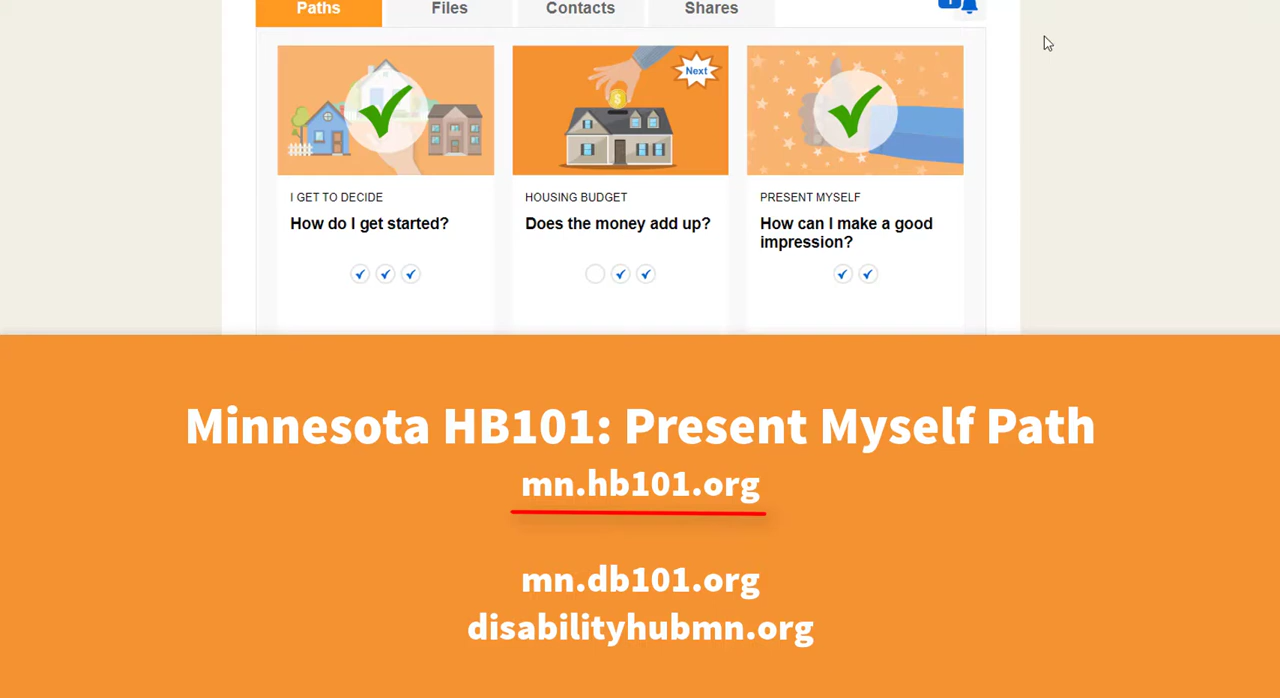 Paths Files Contacts Shares
Next
I GET TO DECIDE
How do I get started?
HOUSING BUDGET
Does the money add up?
PRESENT MYSELF
How can I make a good
impression?
Minnesota HB101: Present Myself Path
mn.hb101.org
mn.db101.org
disabilityhubmn.org